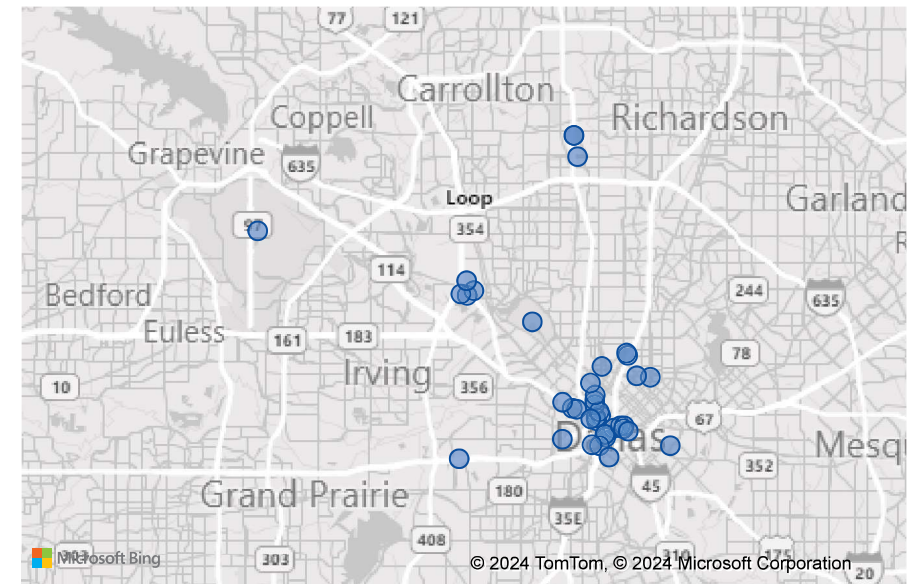 77
121
Carrollton
Coppell
Richardson
Grapevine
635
Garland
Loop
97
354
R
114
Bedford
244
635
Euless
161
183
78
Irving
10
356
67
Dallas
Mesq
352
45
Grand Prairie
180
35E
408
303
Microsoft Bing
303
310
175
© 2024 TomTom, © 2024 Microsoft Corporation
20